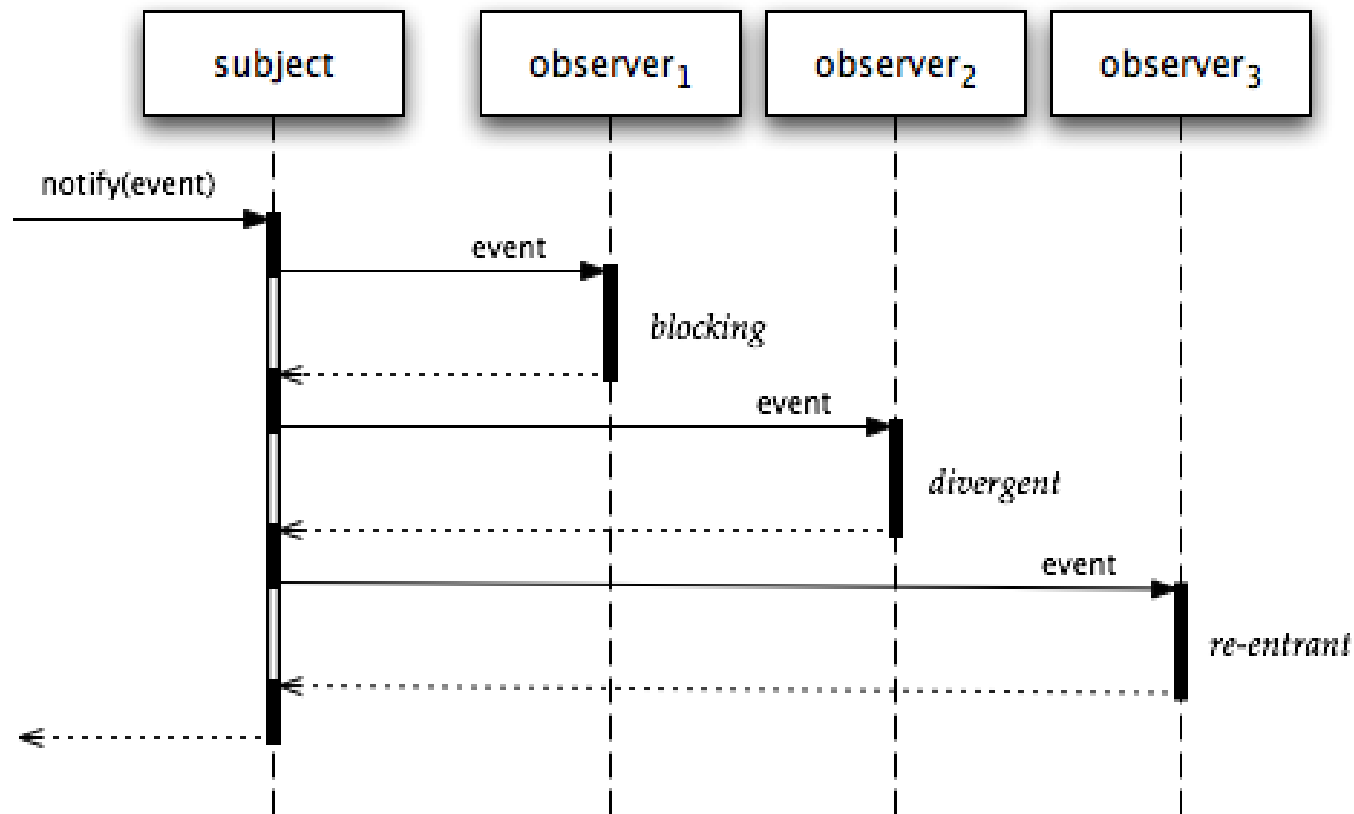 subject
observer₁
observer₂
observer₃
notify(event)
event
blocking
event
divergent
event
re-entrant